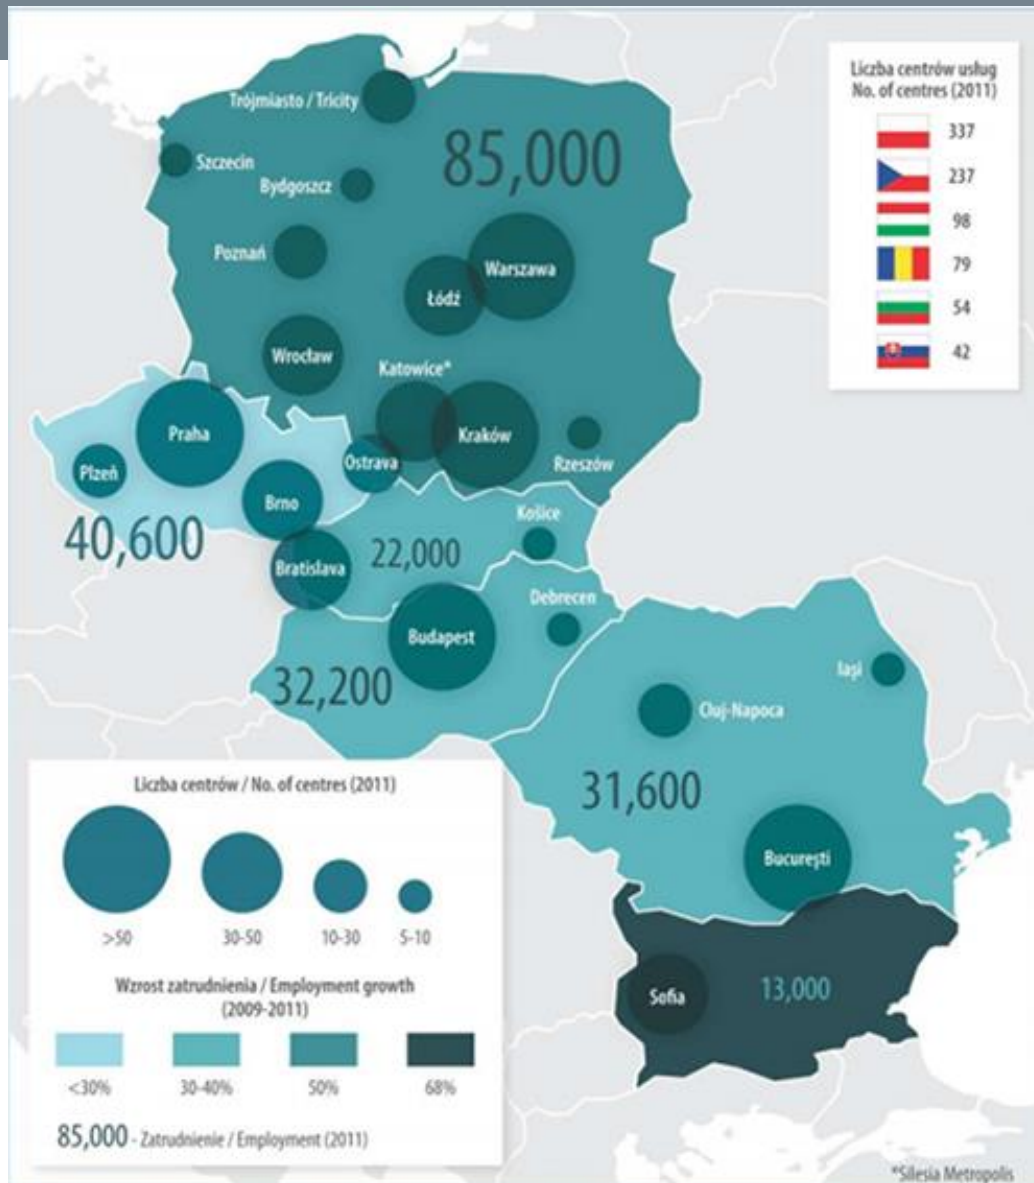 Liczba centrów usług
No. of centres (2011)
337
237
98
79
54
42
Trójmiasto / Tricity
85,000
Szczecin
Bydgoszcz
Poznań
Warszawa
Łódź
Wrocław
Katowice*
Praha
Kraków
Ostrava
Rzeszów
Plzeň
Brno
Košice
40,600
22,000
Bratislava
Debrecen
Budapest
Iaşi
32,200
Cluj-Napoca
31,600
Bucureşti
Sofia
13,000
Liczba centrów / No. of centres (2011)
>50 30-50 10-30 5-10
Wzrost zatrudnienia / Employment growth
(2009-2011)
<30% 30-40% 50% 68%
85,000 - Zatrudnienie / Employment (2011)
*Silesia Metropolis